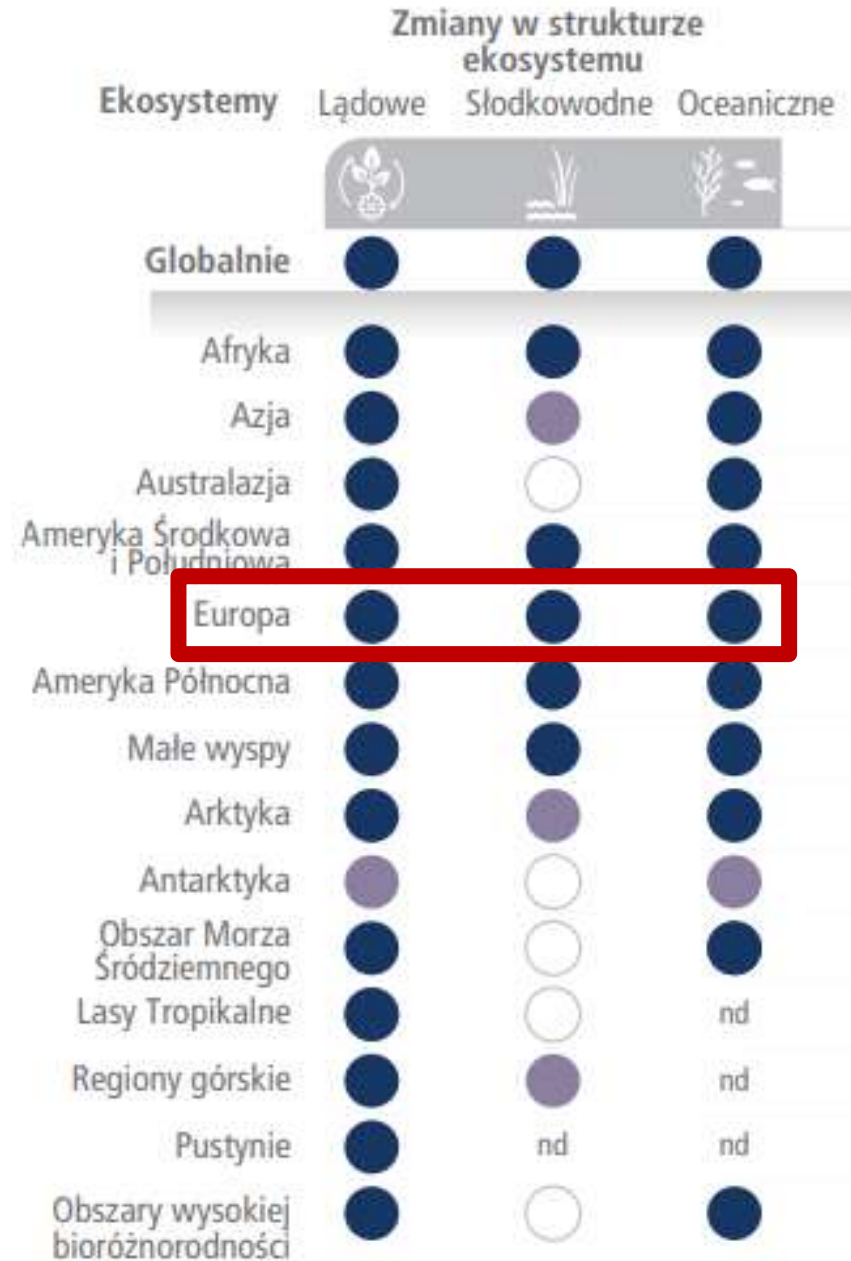 Zmiany w strukturze
ekosystemu
Ekosystemy Lądowe Słodkowodne Oceaniczne
Globalnie
Afryka
Azja
Australazja
Ameryka Środkowa
i Południowa
Europa
Ameryka Północna
Małe wyspy
Arktyka
Antarktyka
Obszar Morza
Śródziemnego
Lasy Tropikalne nd
Regiony górskie nd
Pustynie nd nd
Obszary wysokiej
bioróżnorodności